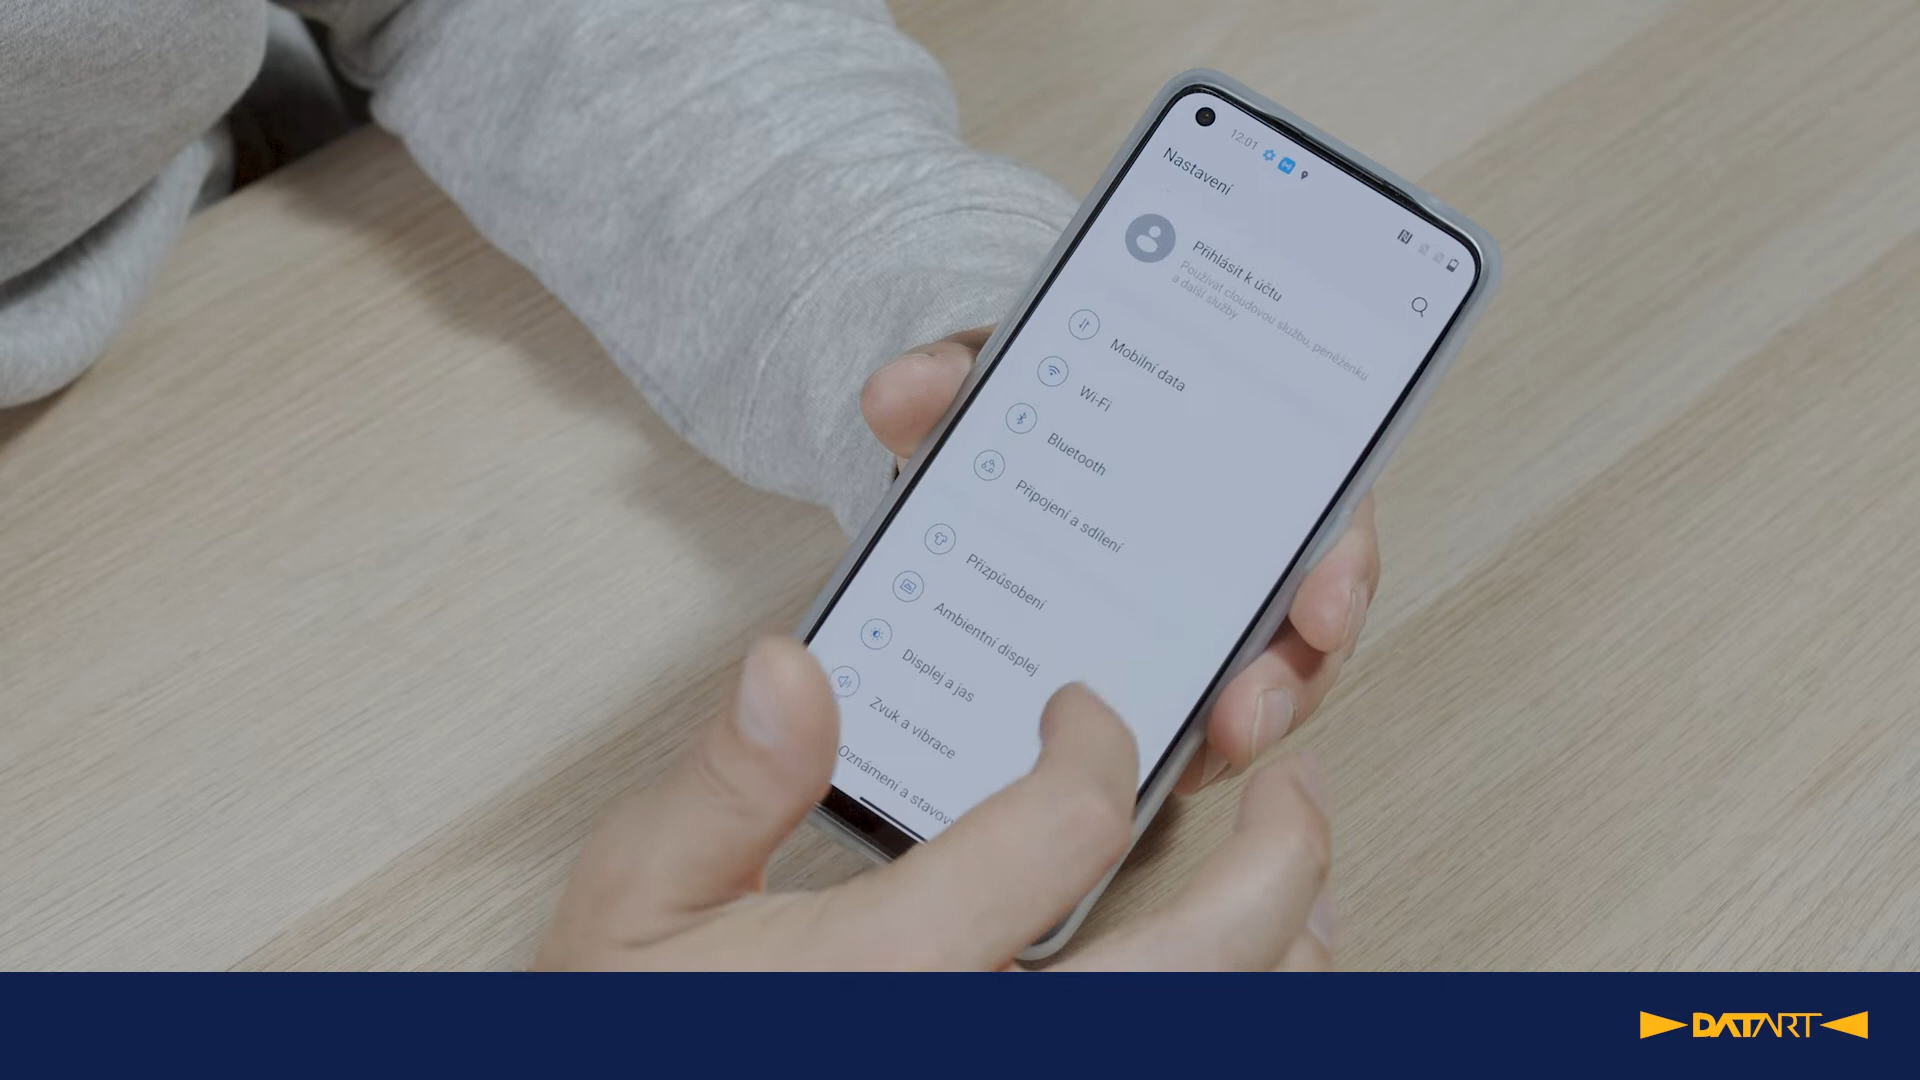 12:01
Nastavení
Přihlásit k účtu
Používat cloudovou službu, peněženku
a další služby
Mobilní data
Wi-Fi
Bluetooth
Připojení a sdílení
Přizpůsobení
Ambientní displej
Displej a jas
Zvuk a vibrace
Oznámení a stavov
DATART